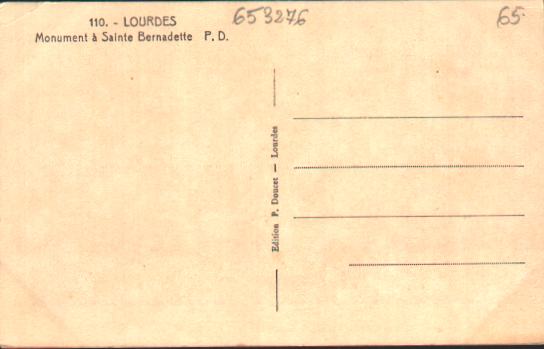 110. - LOURDES
Monument à Sainte Bernadette P. D.
653276
65
Edition P. Doucet — Lourdes